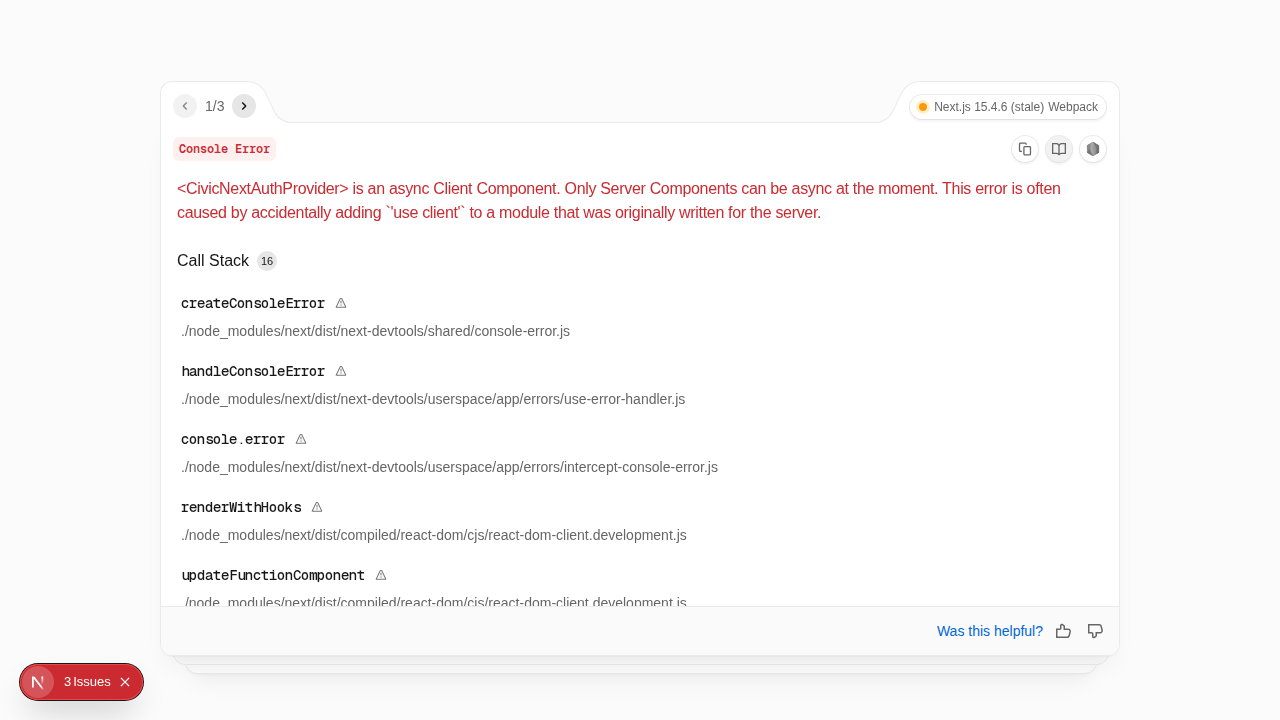 1/3
Next.js 15.4.6 (stale) Webpack
Console Error
<CivicNextAuthProvider> is an async Client Component. Only Server Components can be async at the moment. This error is often
caused by accidentally adding `'use client'` to a module that was originally written for the server.
Call Stack 16
createConsoleError
./node_modules/next/dist/next-devtools/shared/console-error.js
handleConsoleError
./node_modules/next/dist/next-devtools/userspace/app/errors/use-error-handler.js
console.error
./node_modules/next/dist/next-devtools/userspace/app/errors/intercept-console-error.js
renderWithHooks
./node_modules/next/dist/compiled/react-dom/cjs/react-dom-client.development.js
updateFunctionComponent
./node_modules/next/dist/compiled/react-dom/cjs/react-dom-client.development.js
Was this helpful?
3 Issues